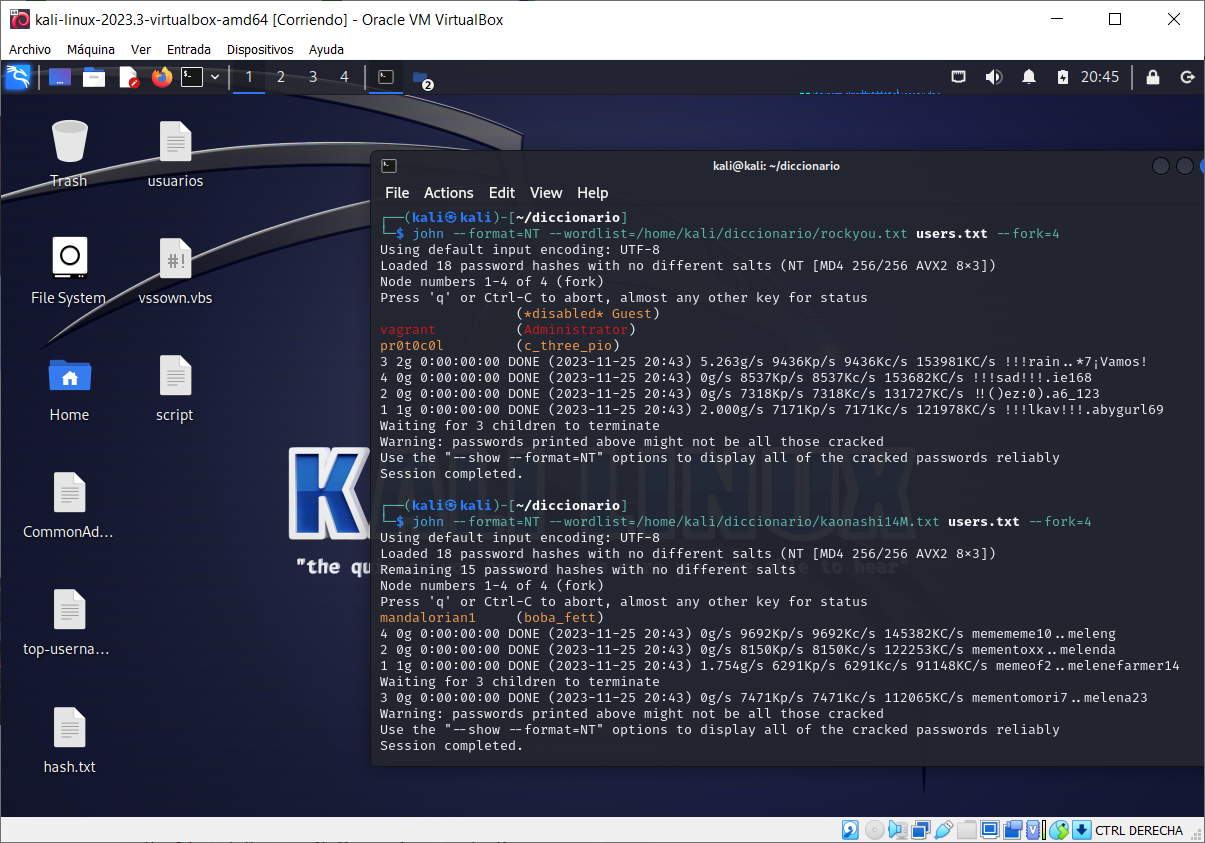 kali-linux-2023.3-virtualbox-amd64 [Corriendo] - Oracle VM VirtualBox
Archivo Máquina Ver Entrada Dispositivos Ayuda
1 2 3 4 2 20:45
Trash
usuarios
File System
vssown.vbs
Home
script
CommonAd...
top-userna...
hash.txt
"the qu
kali@kali: ~/diccionario
File Actions Edit View Help
┌──(kali㉿kali)-[~/diccionario]
└─$ john --format=NT --wordlist=/home/kali/diccionario/rockyou.txt users.txt --fork=4
Using default input encoding: UTF-8
Loaded 18 password hashes with no different salts (NT [MD4 256/256 AVX2 8×3])
Node numbers 1-4 of 4 (fork)
Press 'q' or Ctrl-C to abort, almost any other key for status
(*disabled* Guest)
vagrant (Administrator)
pr0t0c0l (c_three_pio)
3 2g 0:00:00:00 DONE (2023-11-25 20:43) 5.263g/s 9436Kp/s 9436Kc/s 153981KC/s !!!rain..*7¡Vamos!
4 0g 0:00:00:00 DONE (2023-11-25 20:43) 0g/s 8537Kp/s 8537Kc/s 153682KC/s !!!sad!!!.ie168
2 0g 0:00:00:00 DONE (2023-11-25 20:43) 0g/s 7318Kp/s 7318Kc/s 131727KC/s !!()ez:0).a6_123
1 1g 0:00:00:00 DONE (2023-11-25 20:43) 2.000g/s 7171Kp/s 7171Kc/s 121978KC/s !!!lkav!!!.abygurl69
Waiting for 3 children to terminate
Warning: passwords printed above might not be all those cracked
Use the "--show --format=NT" options to display all of the cracked passwords reliably
Session completed.
┌──(kali㉿kali)-[~/diccionario]
└─$ john --format=NT --wordlist=/home/kali/diccionario/kaonashi14M.txt users.txt --fork=4
Using default input encoding: UTF-8
Loaded 18 password hashes with no different salts (NT [MD4 256/256 AVX2 8×3])
Remaining 15 password hashes with no different salts
Node numbers 1-4 of 4 (fork)
Press 'q' or Ctrl-C to abort, almost any other key for status
mandalorian1 (boba_fett)
4 0g 0:00:00:00 DONE (2023-11-25 20:43) 0g/s 9692Kp/s 9692Kc/s 145382KC/s memememe10..meleng
2 0g 0:00:00:00 DONE (2023-11-25 20:43) 0g/s 8150Kp/s 8150Kc/s 122253KC/s mementoxx..melenda
1 1g 0:00:00:00 DONE (2023-11-25 20:43) 1.754g/s 6291Kp/s 6291Kc/s 91148KC/s memeof2..melenefarmer14
Waiting for 3 children to terminate
3 0g 0:00:00:00 DONE (2023-11-25 20:43) 0g/s 7471Kp/s 7471Kc/s 112065KC/s mementomori7..melena23
Warning: passwords printed above might not be all those cracked
Use the "--show --format=NT" options to display all of the cracked passwords reliably
Session completed.
CTRL DERECHA